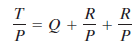 T/P = Q + R/P + R/P